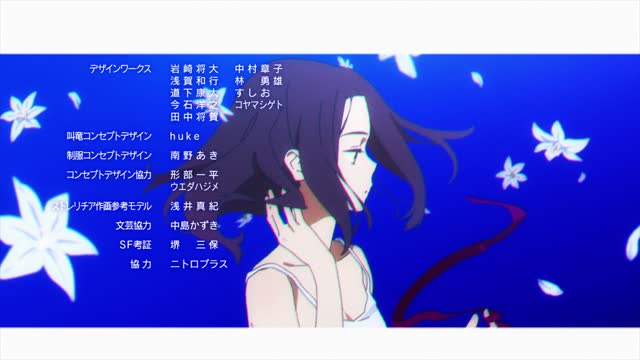 デザインワークス 岩崎将大 中村章子
浅賀和行 林 勇雄
道下康太 すしお
今石洋之 コヤマシゲト
田中将賀
叫竜コンセプトデザイン huke
制服コンセプトデザイン 南野あき
コンセプトデザイン協力 形部一平
ウエダハジメ
ストレリチア作画参考モデル 浅井真紀
文芸協力 中島かずき
SF考証 堺 三保
協力 ニトロプラス